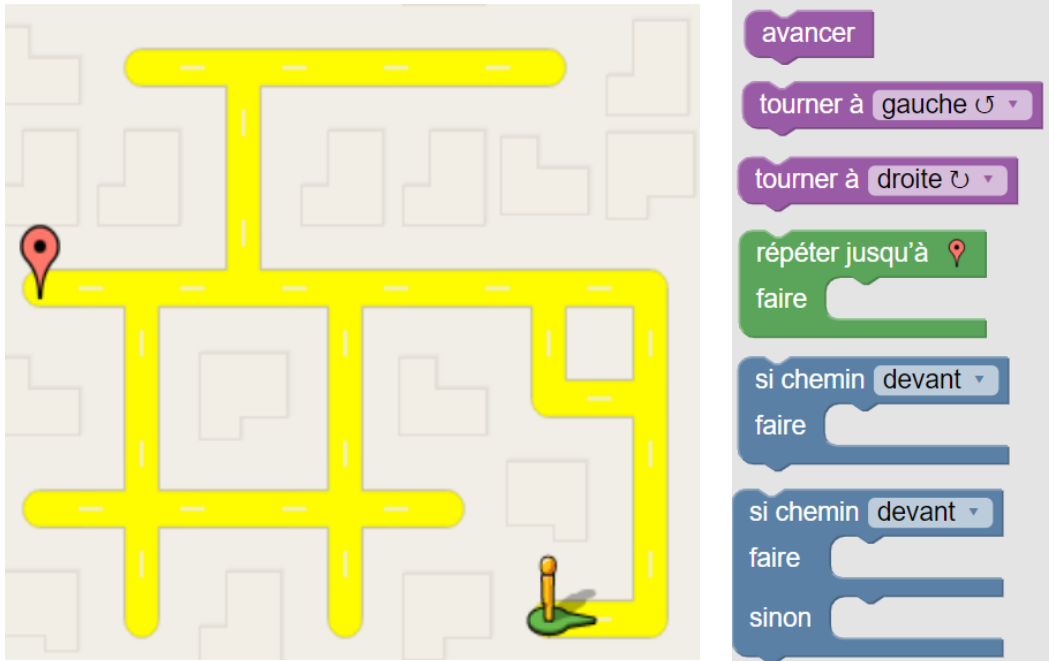 avancer
tourner à gauche ↺ ▾
tourner à droite ↻ ▾
répéter jusqu'à
faire
si chemin devant ▾
faire
si chemin devant ▾
faire
sinon